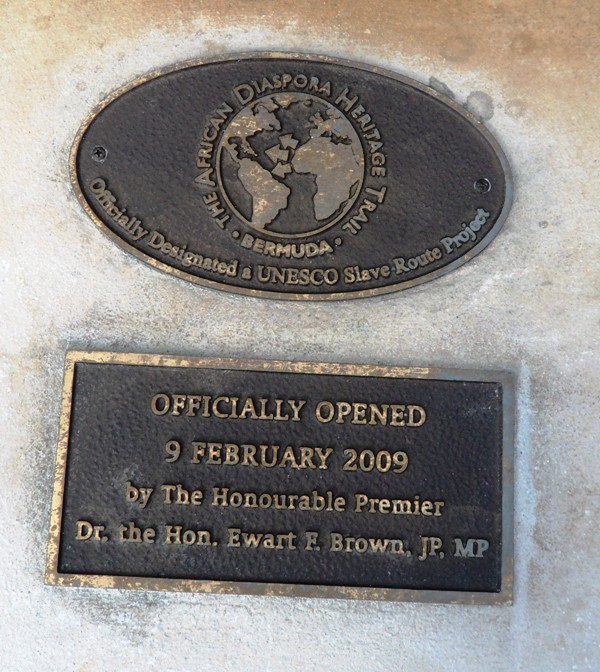 THE AFRICAN DIASPORA HERITAGE TRAIL
• BERMUDA •
Officially Designated a UNESCO Slave Route Project
OFFICIALLY OPENED
9 FEBRUARY 2009
by The Honourable Premier
Dr. the Hon. Ewart F. Brown, JP, MP